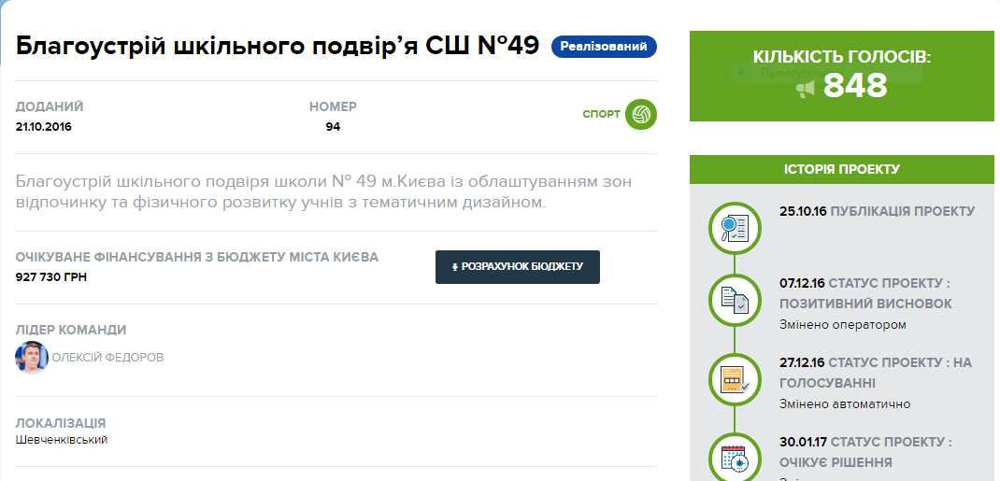 Благоустрій шкільного подвір’я СШ №49
Реалізований
ДОДАНИЙ
21.10.2016
НОМЕР
94
СПОРТ
Благоустрій шкільного подвіря школи № 49 м.Києва із облаштуванням зон
відпочинку та фізичного розвитку учнів з тематичним дизайном.
ОЧІКУВАНЕ ФІНАНСУВАННЯ З БЮДЖЕТУ МІСТА КИЄВА
927 730 ГРН
РОЗРАХУНОК БЮДЖЕТУ
ЛІДЕР КОМАНДИ
ОЛЕКСІЙ ФЕДОРОВ
ЛОКАЛІЗАЦІЯ
Шевченківський
КІЛЬКІСТЬ ГОЛОСІВ:
848
ІСТОРІЯ ПРОЕКТУ
25.10.16 ПУБЛІКАЦІЯ ПРОЕКТУ
07.12.16 СТАТУС ПРОЕКТУ :
ПОЗИТИВНИЙ ВИСНОВОК
Змінено оператором
27.12.16 СТАТУС ПРОЕКТУ : НА
ГОЛОСУВАННІ
Змінено автоматично
30.01.17 СТАТУС ПРОЕКТУ :
ОЧІКУЄ РІШЕННЯ